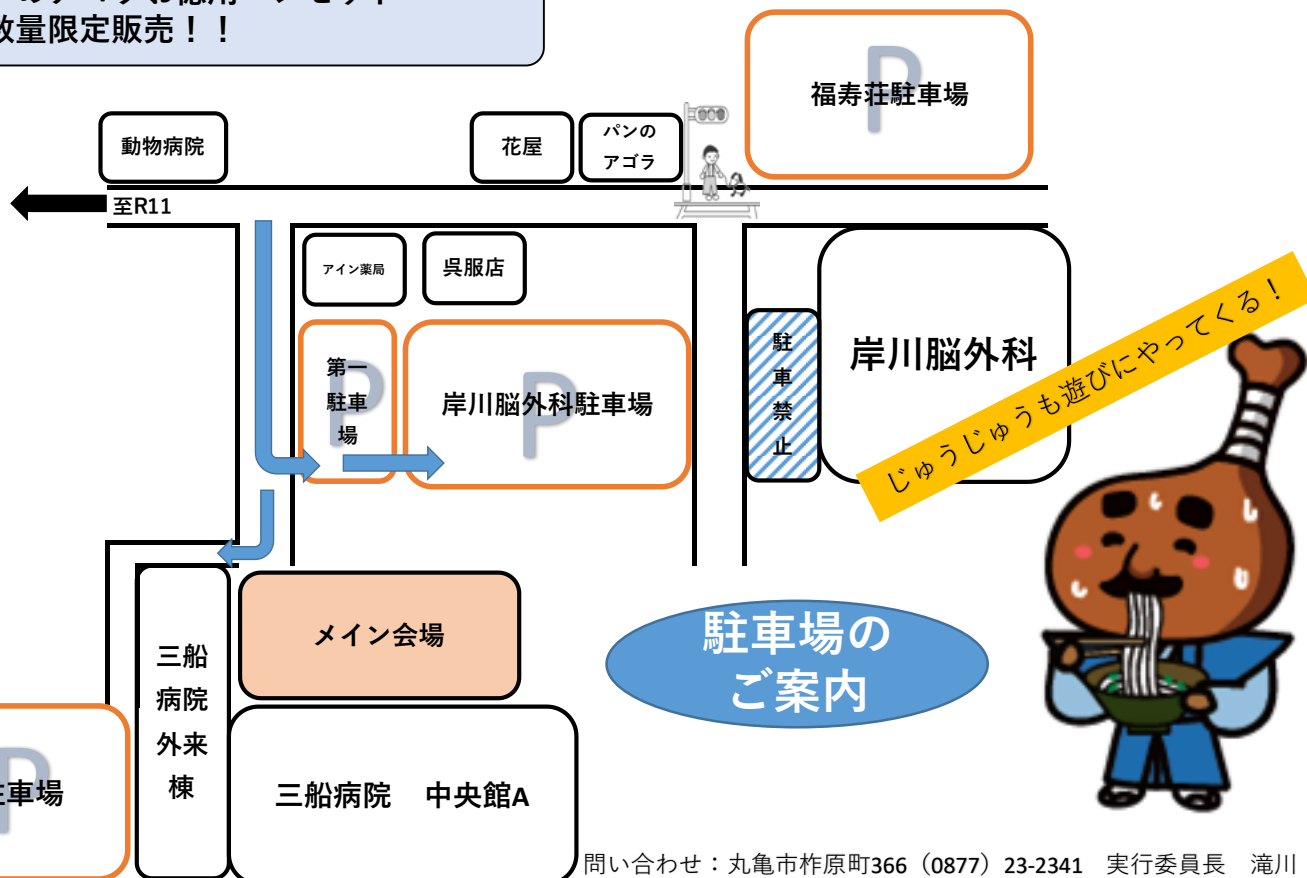 数量限定販売！！
P
福寿荘駐車場
動物病院
花屋
パンの
アゴラ
至R11
アイン薬局
呉服店
P
第一
駐車
場
P
岸川脳外科駐車場
駐
車
禁
止
岸川脳外科
じゅうじゅうも遊びにやってくる！
メイン会場
駐車場の
ご案内
三船
病院
外来
棟
P
車場
三船病院　中央館A
問い合わせ：丸亀市柞原町366（0877）23-2341　実行委員長　滝川